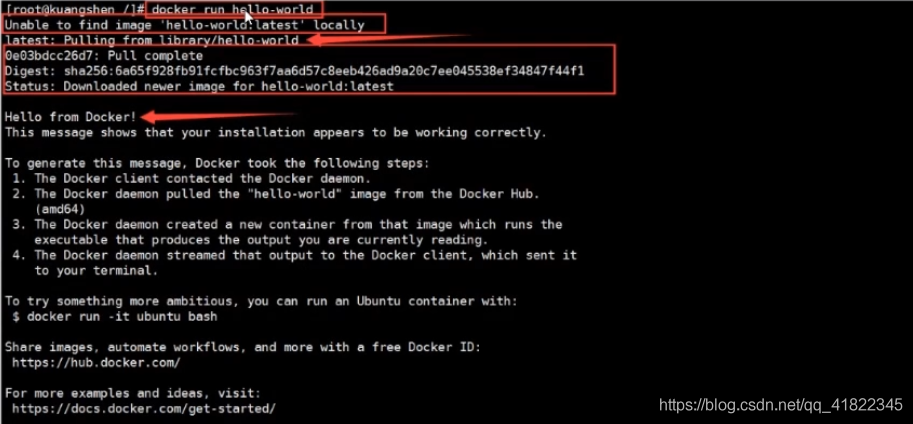 [root@kuangshen /]# docker run hello-world
Unable to find image 'hello-world:latest' locally
latest: Pulling from library/hello-world
0e03bdcc26d7: Pull complete
Digest: sha256:6a65f928fb91fcfbc963f7aa6d57c8eeb426ad9a20c7ee045538ef34847f44f1
Status: Downloaded newer image for hello-world:latest
Hello from Docker!
This message shows that your installation appears to be working correctly.
To generate this message, Docker took the following steps:
1. The Docker client contacted the Docker daemon.
2. The Docker daemon pulled the "hello-world" image from the Docker Hub.
(amd64)
3. The Docker daemon created a new container from that image which runs the
executable that produces the output you are currently reading.
4. The Docker daemon streamed that output to the Docker client, which sent it
to your terminal.
To try something more ambitious, you can run an Ubuntu container with:
$ docker run -it ubuntu bash
Share images, automate workflows, and more with a free Docker ID:
https://hub.docker.com/
For more examples and ideas, visit:
https://docs.docker.com/get-started/
https://blog.csdn.net/qq_41822345